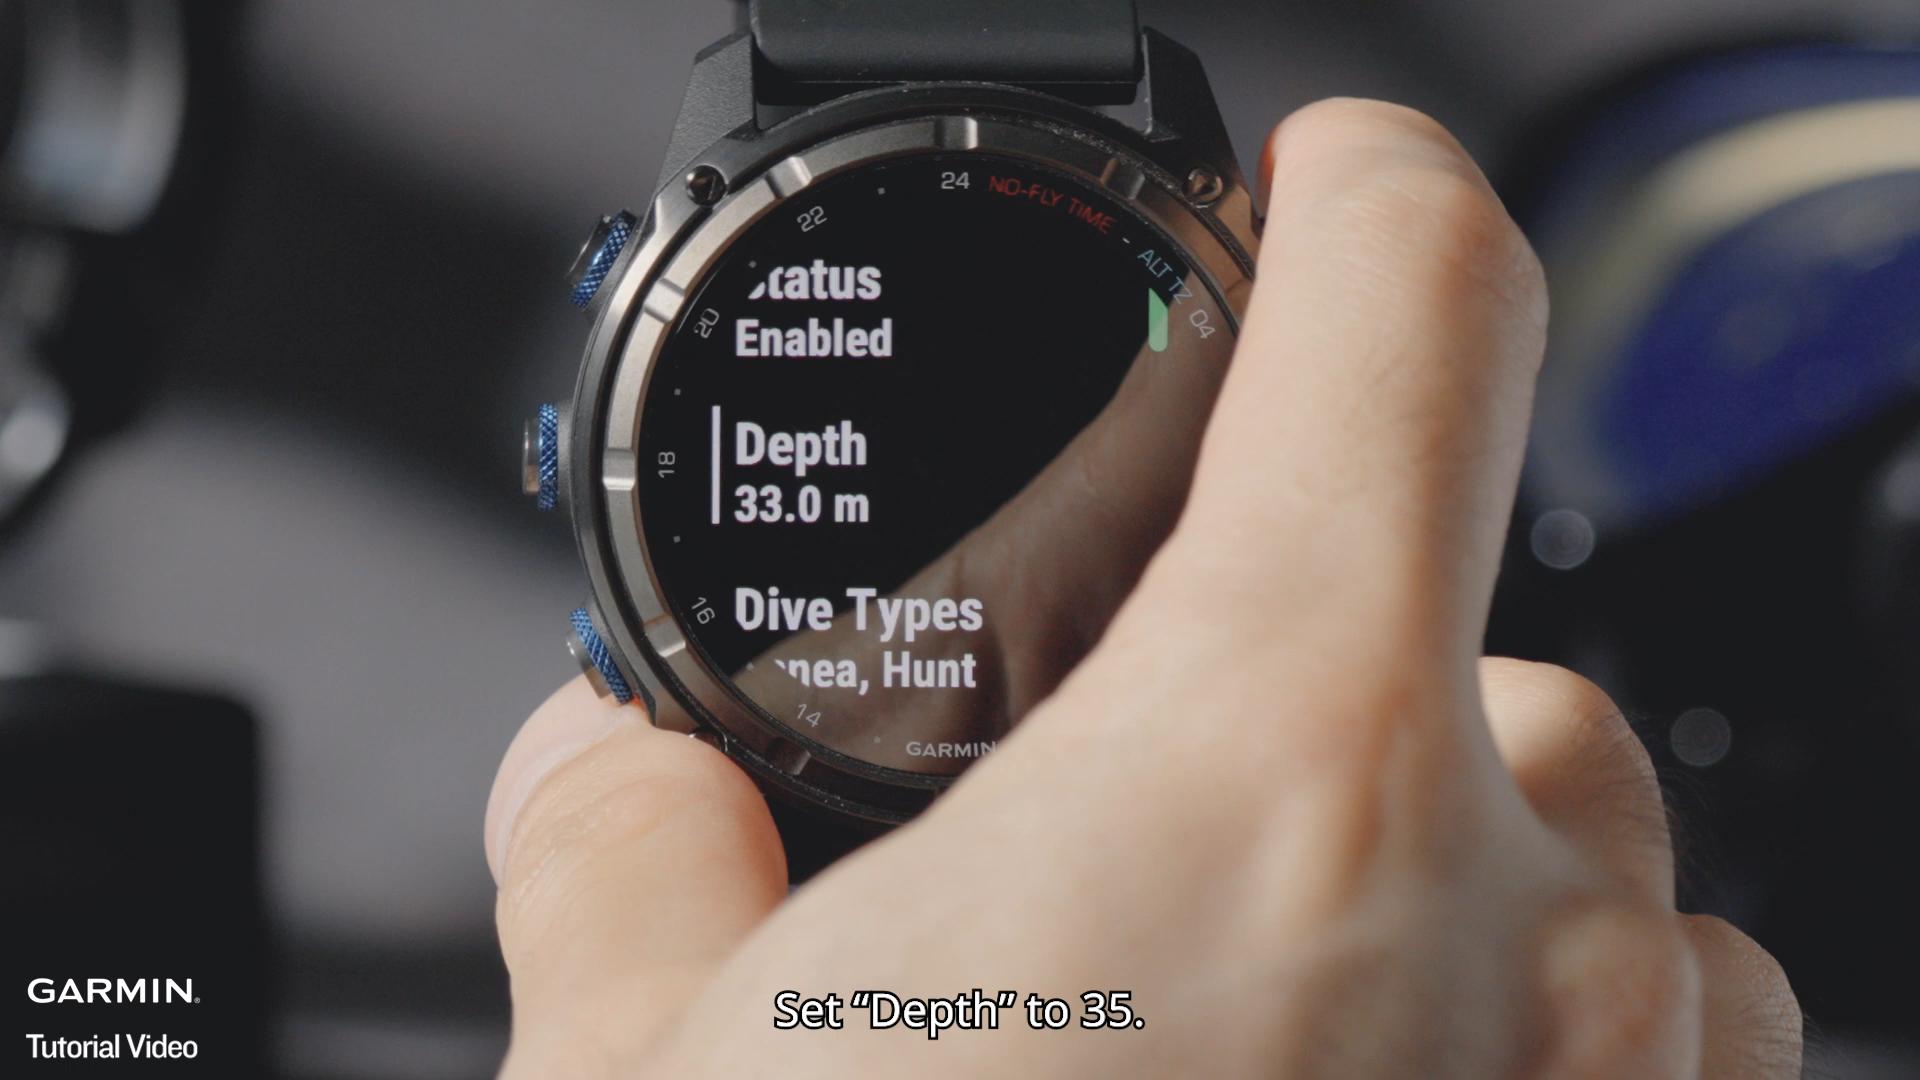 24
NO-FLY TIME
- ALT TZ
04
22
20
18
16
14
Enabled
Depth
33.0 m
Dive Types
Hunt
GARMIN
GARMIN
Tutorial Video
Set “Depth” to 35.